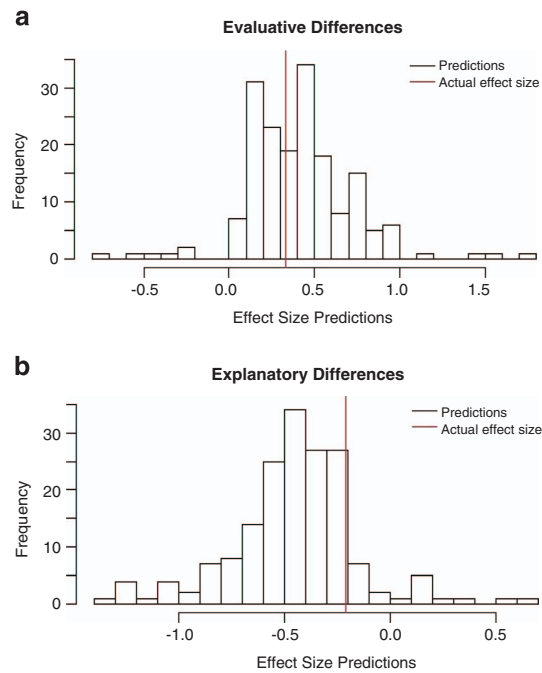 a
Evaluative Differences
Predictions
Actual effect size
Frequency
30
20
10
0
-0.5 0.0 0.5 1.0 1.5
Effect Size Predictions
b
Explanatory Differences
Predictions
Actual effect size
Frequency
30
20
10
0
-1.0 -0.5 0.0 0.5
Effect Size Predictions